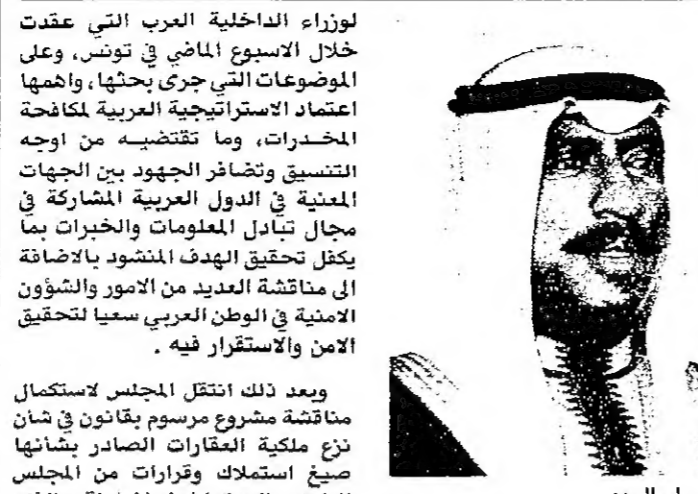 لوزراء الداخلية العرب التي عقدت
خلال الاسبوع الماضي في تونس، وعلى
الموضوعات التي جرى بحثها، واهمها
اعتماد الاستراتيجية العربية لمكافحة
المخـدرات، وما تقتضيـه من اوجه
التنسيق وتضافر الجهود بين الجهات
المعنية في الدول العربية المشاركة في
مجال تبادل المعلومات والخبرات بما
يكفل تحقيق الهدف المنشود بالاضافة
الى مناقشة العديد من الامور والشؤون
الامنية في الوطن العربي سعيا لتحقيق
الامن والاستقرار فيه .
وبعد ذلك انتقل المجلس لاستكمال
مناقشة مشروع مرسوم بقانون في شأن
نزع ملكية العقارات الصادر بشأنها
صيغ استملاك وقرارات من المجلس